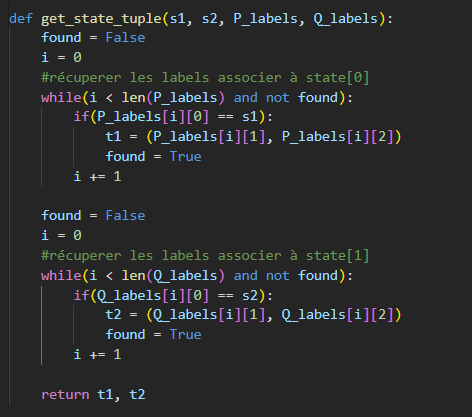 def get_state_tuple(s1, s2, P_labels, Q_labels):
    found = False
    i = 0
    #récuperer les labels associer à state[0]
    while(i < len(P_labels) and not found):
        if(P_labels[i][0] == s1):
            t1 = (P_labels[i][1], P_labels[i][2])
            found = True
        i += 1

    found = False
    i = 0
    #récuperer les labels associer à state[1]
    while(i < len(Q_labels) and not found):
        if(Q_labels[i][0] == s2):
            t2 = (Q_labels[i][1], Q_labels[i][2])
            found = True
        i += 1

    return t1, t2